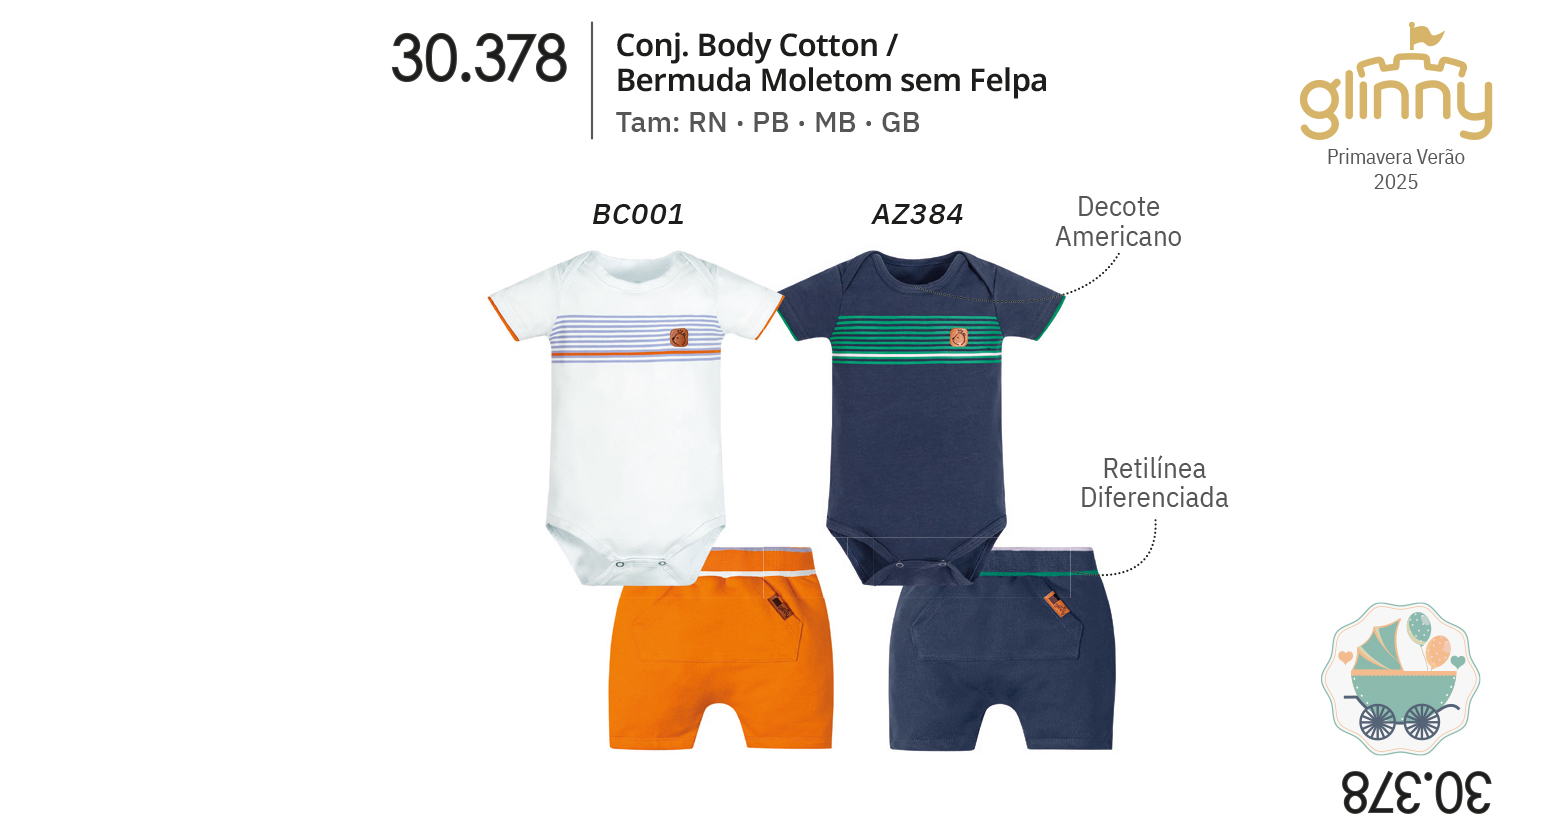 30.378
Conj. Body Cotton /
Bermuda Moletom sem Felpa
Tam: RN • PB • MB • GB
glinny
Primavera Verão
2025
BC001
AZ384
Decote
Americano
Retilínea
Diferenciada
30.378